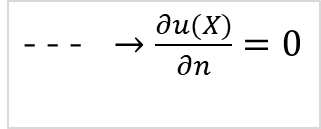 --- → ∂u(X)/∂n = 0